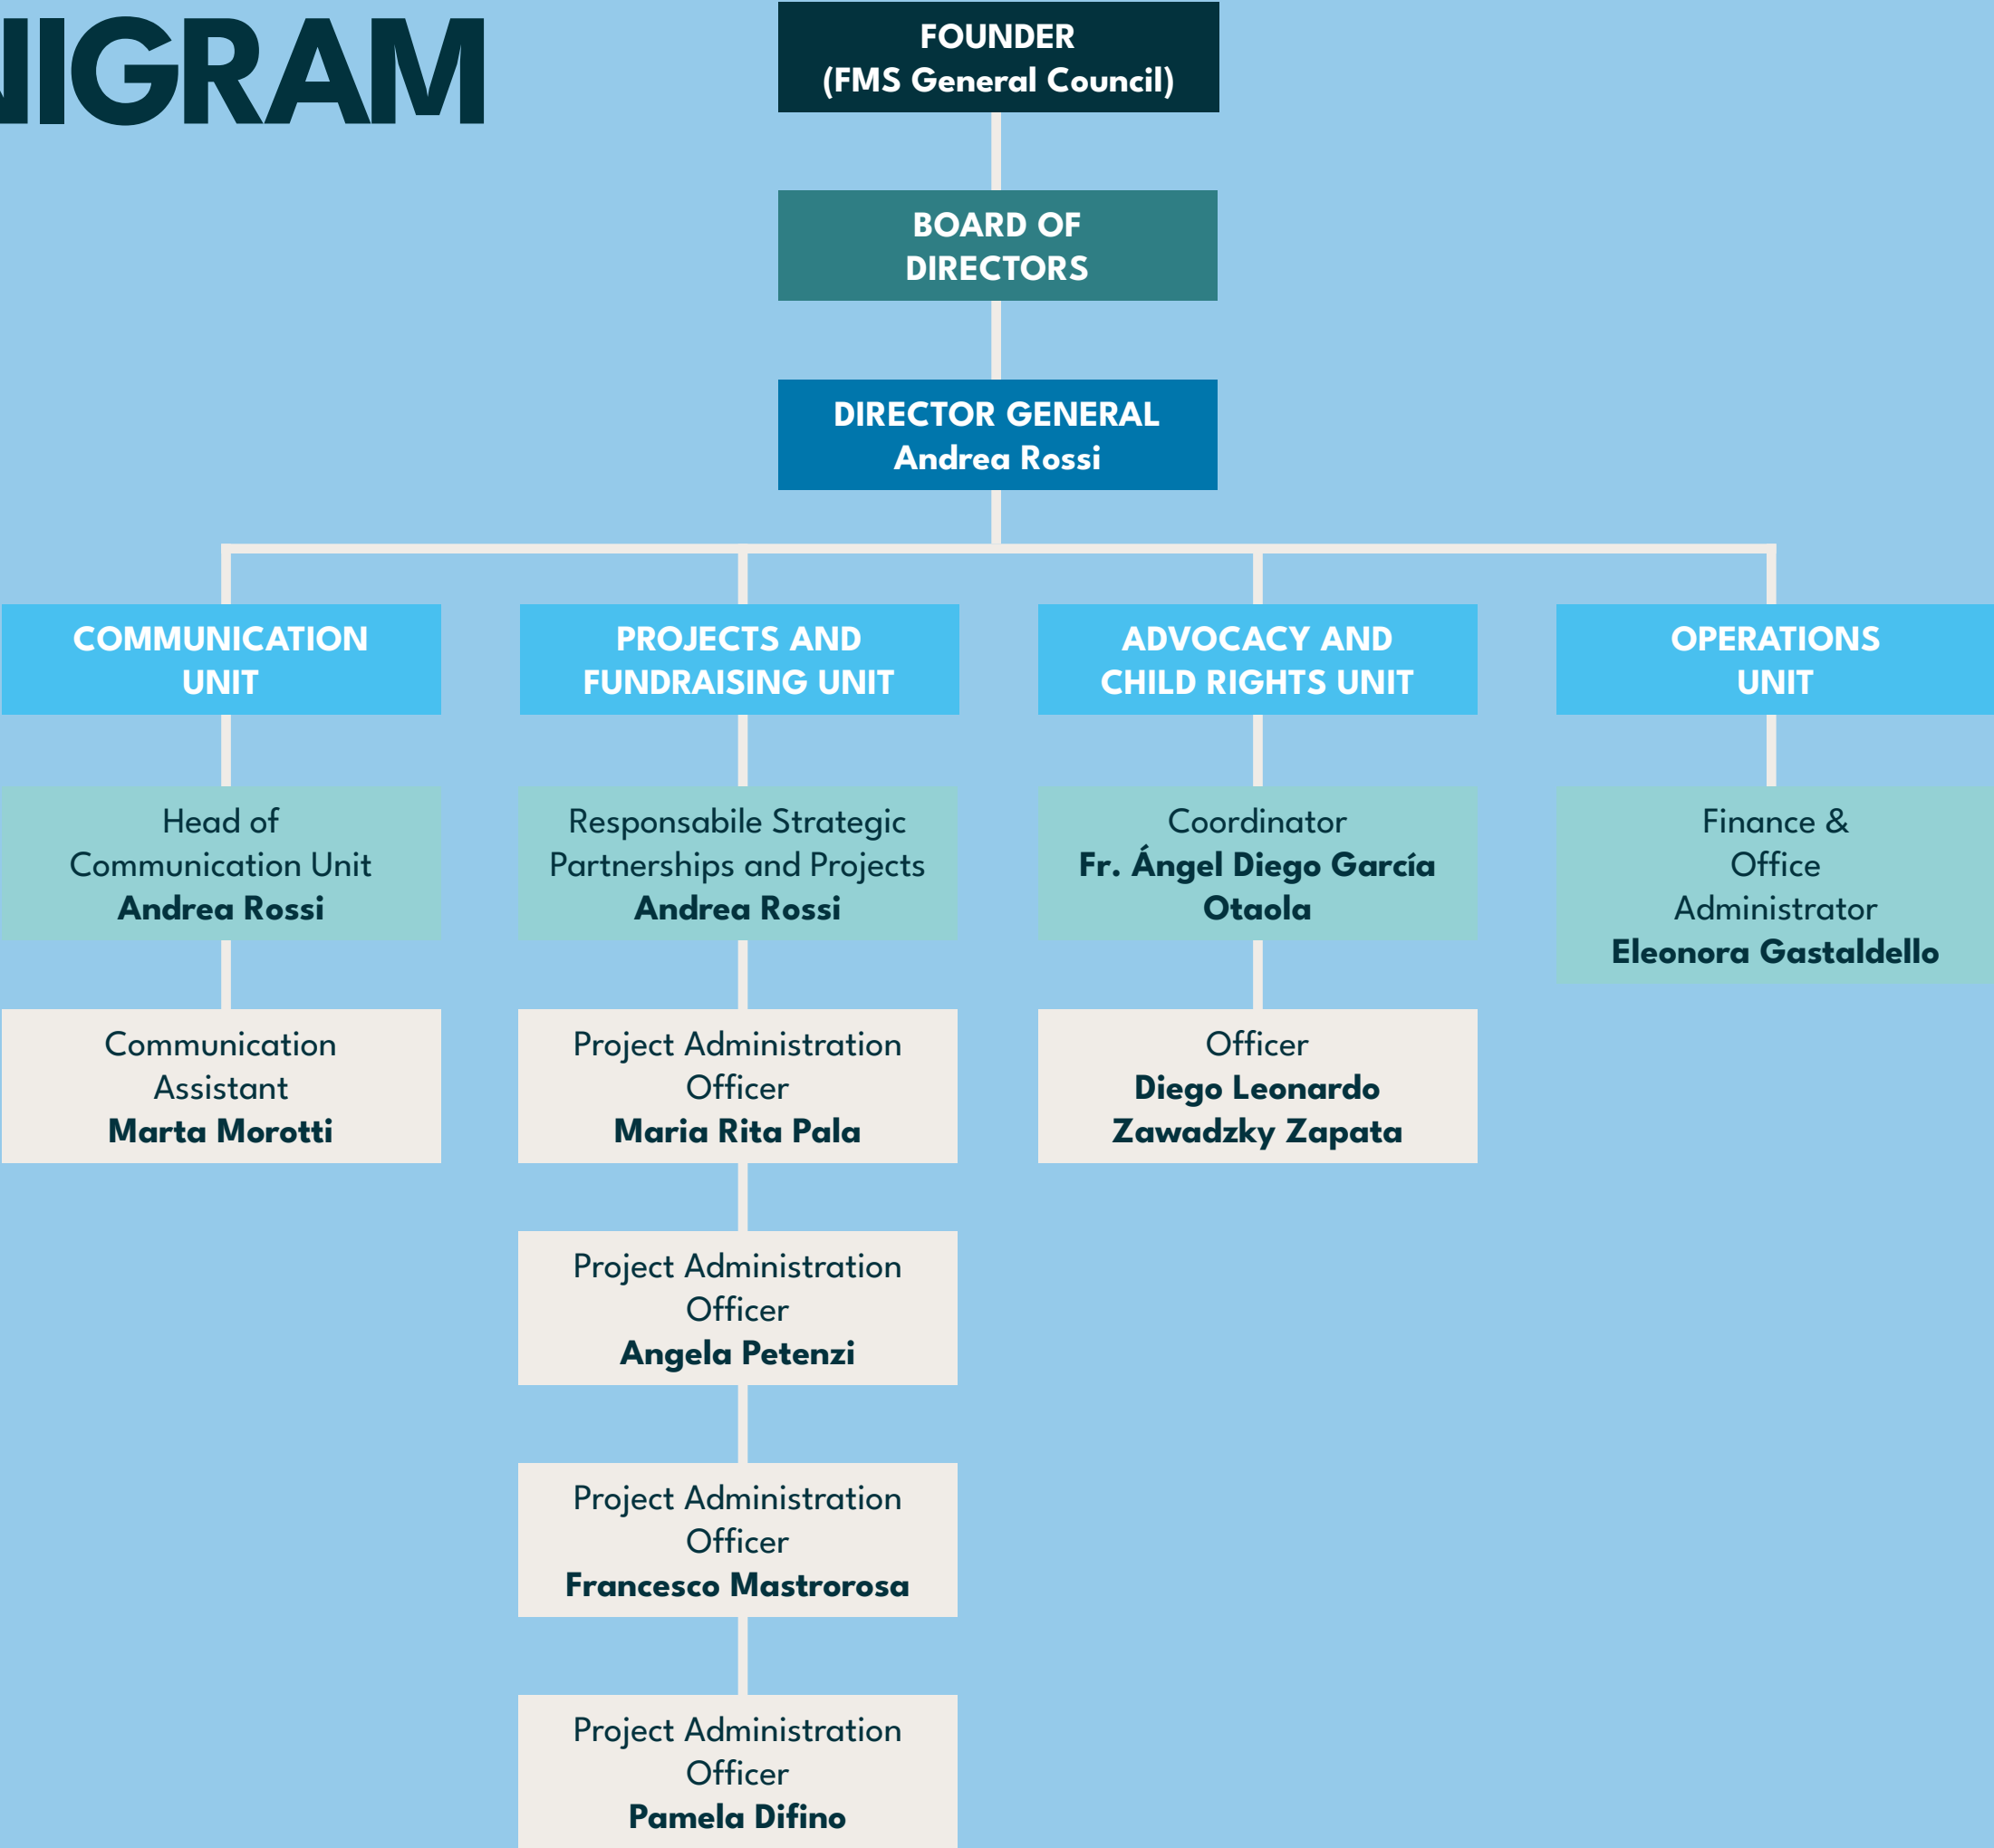 NIGRAM
FOUNDER
(FMS General Council)
BOARD OF
DIRECTORS
DIRECTOR GENERAL
Andrea Rossi
COMMUNICATION
UNIT
PROJECTS AND
FUNDRAISING UNIT
ADVOCACY AND
CHILD RIGHTS UNIT
OPERATIONS
UNIT
Head of
Communication Unit
Andrea Rossi
Responsabile Strategic
Partnerships and Projects
Andrea Rossi
Coordinator
Fr. Ángel Diego García
Otaola
Finance &
Office
Administrator
Eleonora Gastaldello
Communication
Assistant
Marta Morotti
Project Administration
Officer
Maria Rita Pala
Officer
Diego Leonardo
Zawadzky Zapata
Project Administration
Officer
Angela Petenzi
Project Administration
Officer
Francesco Mastrorosa
Project Administration
Officer
Pamela Difino